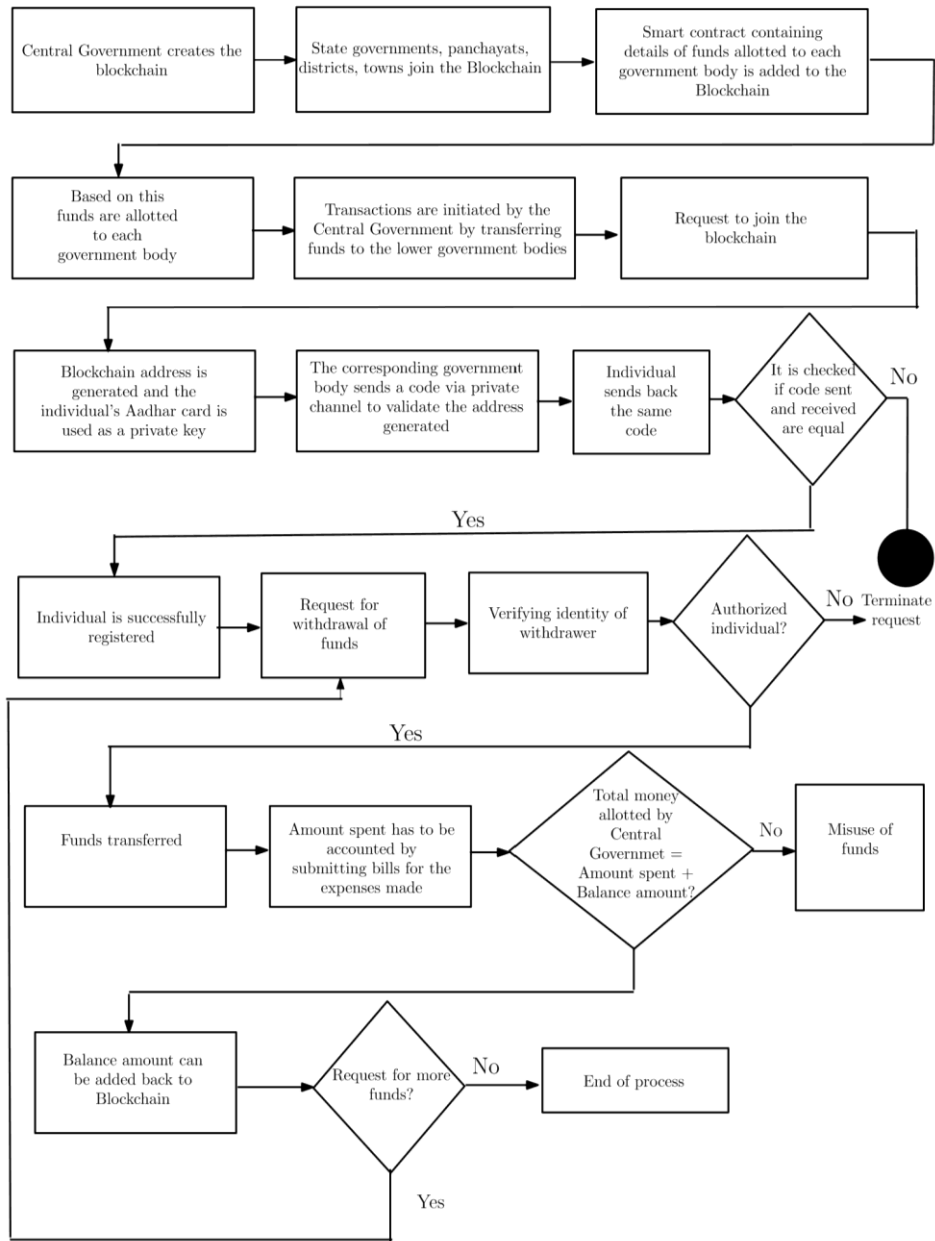 Central Government creates the
blockchain
State governments, panchayats,
districts, towns join the Blockchain
Smart contract containing
details of funds allotted to each
government body is added to the
Blockchain
Based on this
funds are allotted
to each
government body
Transactions are initiated by the
Central Government by transferring
funds to the lower government bodies
Request to join the
blockchain
Blockchain address is
generated and the
individual's Aadhar card is
used as a private key
The corresponding government
body sends a code via private
channel to validate the address
generated
Individual
sends back
the same
code
It is checked
if code sent
and received
are equal
No
Yes
Individual is successfully
registered
Request for
withdrawal of
funds
Verifying identity of
withdrawer
Authorized
individual?
No
Terminate
request
Yes
Funds transferred
Amount spent has to be
accounted by
submitting bills for the
expenses made
Total money
allotted by
Central
Governmet =
Amount spent +
Balance amount?
No
Misuse of
funds
Balance amount can
be added back to
Blockchain
Request for more
funds?
No
End of process
Yes